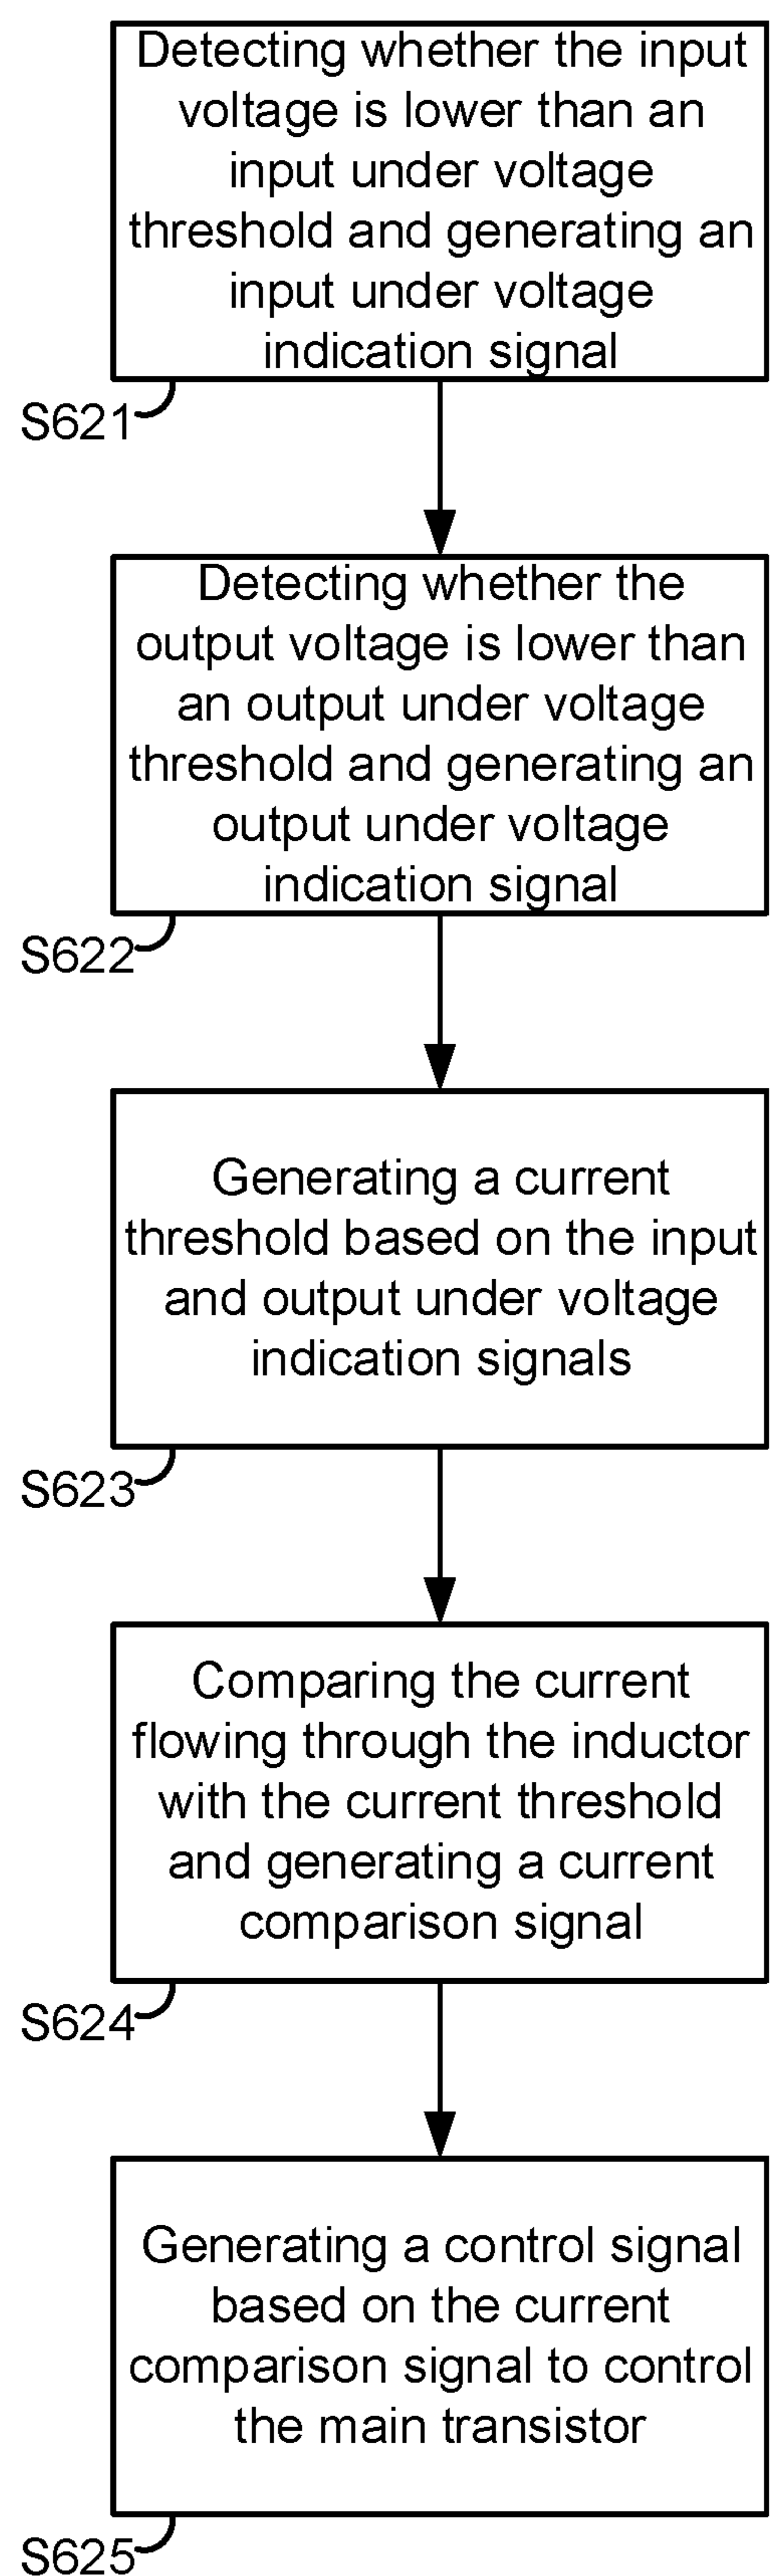 Detecting whether the input
voltage is lower than an
input under voltage
threshold and generating an
input under voltage
indication signal
S621
Detecting whether the
output voltage is lower than
an output under voltage
threshold and generating an
output under voltage
indication signal
S622
Generating a current
threshold based on the input
and output under voltage
indication signals
S623
Comparing the current
flowing through the inductor
with the current threshold
and generating a current
comparison signal
S624
Generating a control signal
based on the current
comparison signal to control
the main transistor
S625